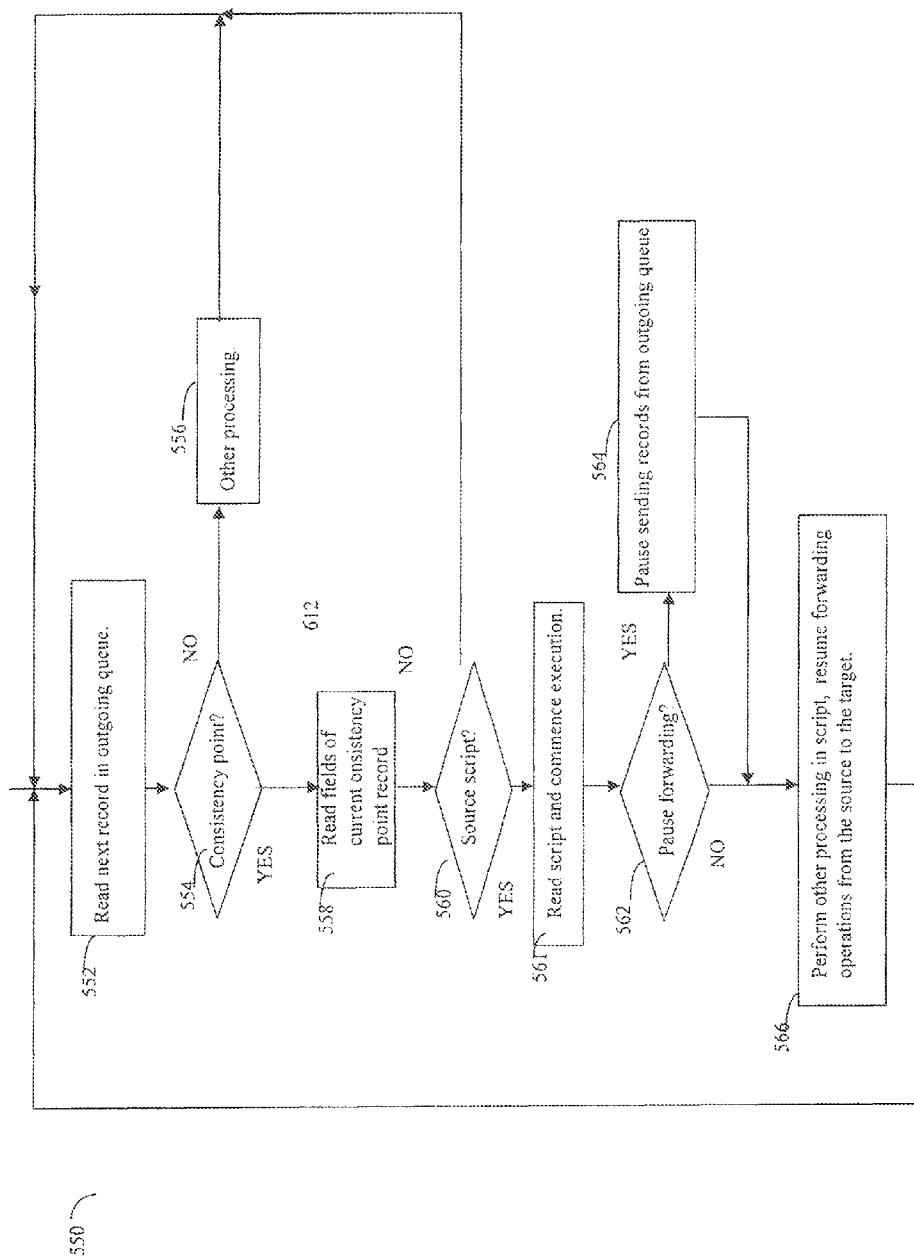 550
552
Read next record in outgoing queue.
554
Consistency point?
NO
YES
556
Other processing.
558
Read fields of
current onsistency
point record
612
560
Source script?
NO
YES
561
Read script and commence execution.
562
Pause forwarding?
YES
NO
564
Pause sending records from outgoing queue
566
Perform other processing in script, resume forwarding
operations from the source to the target.